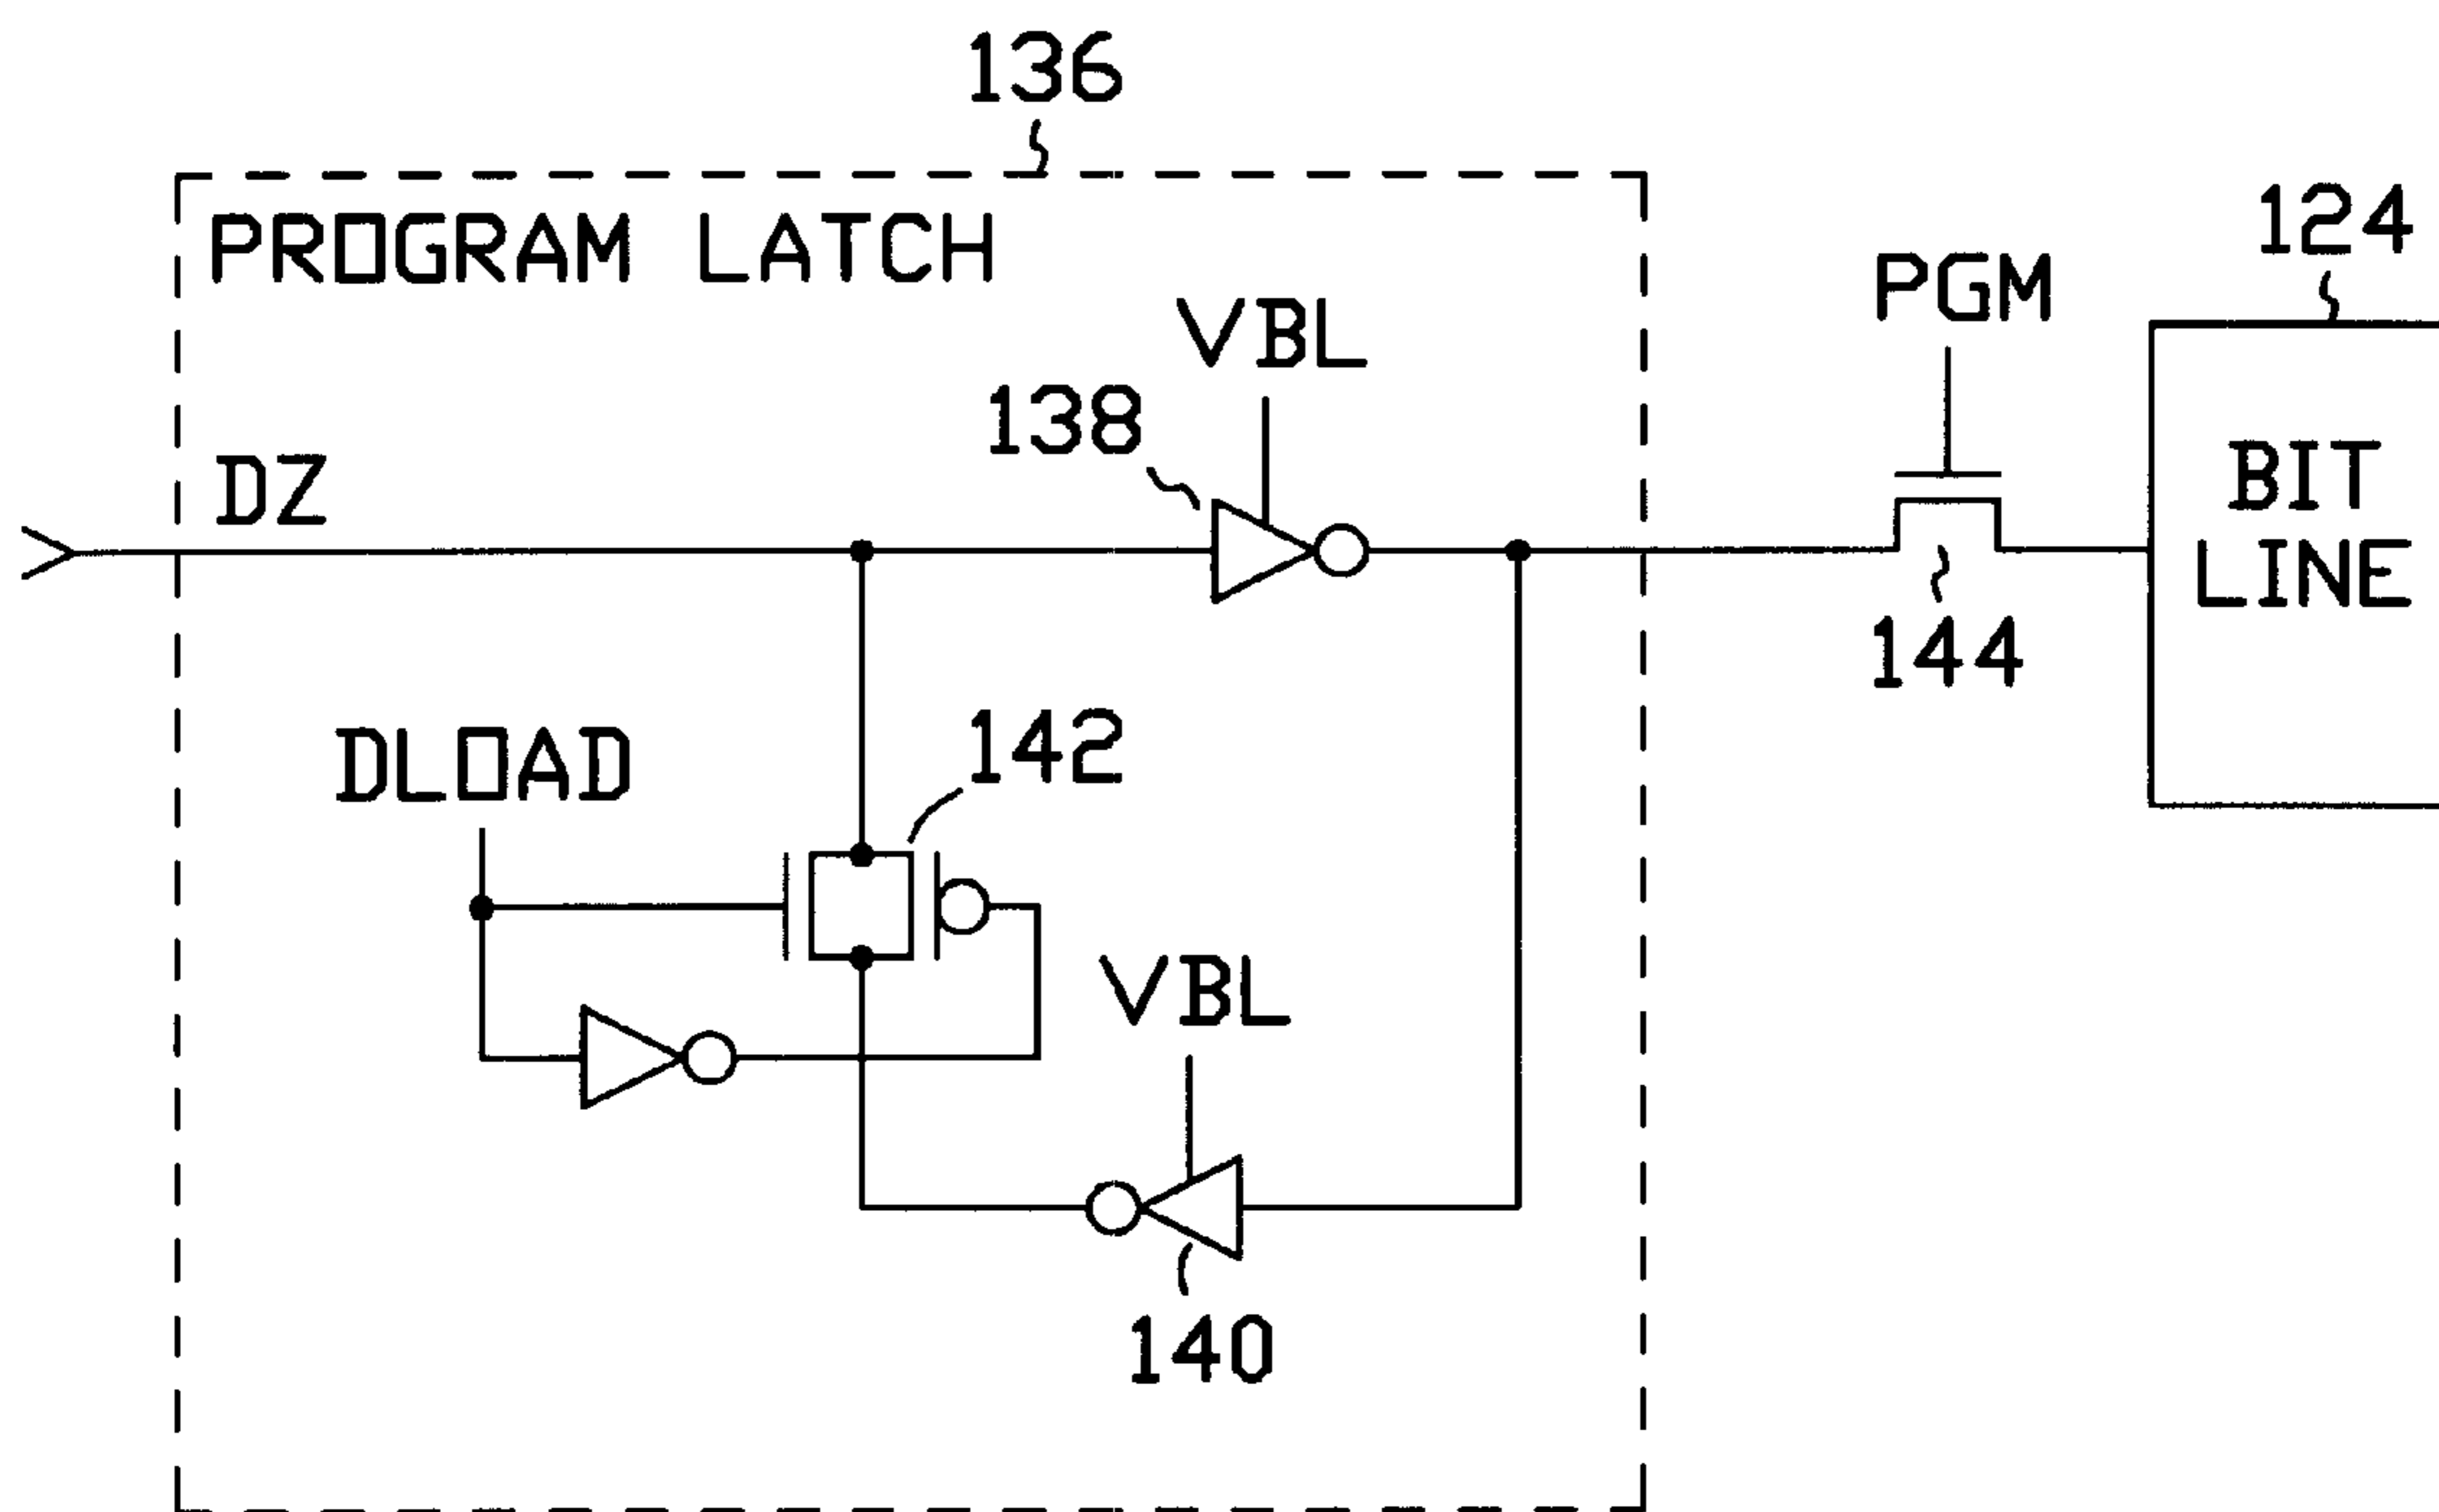 136
PROGRAM LATCH
124
PGM
VBL
138
DZ
BIT
LINE
144
142
DLOAD
VBL
140